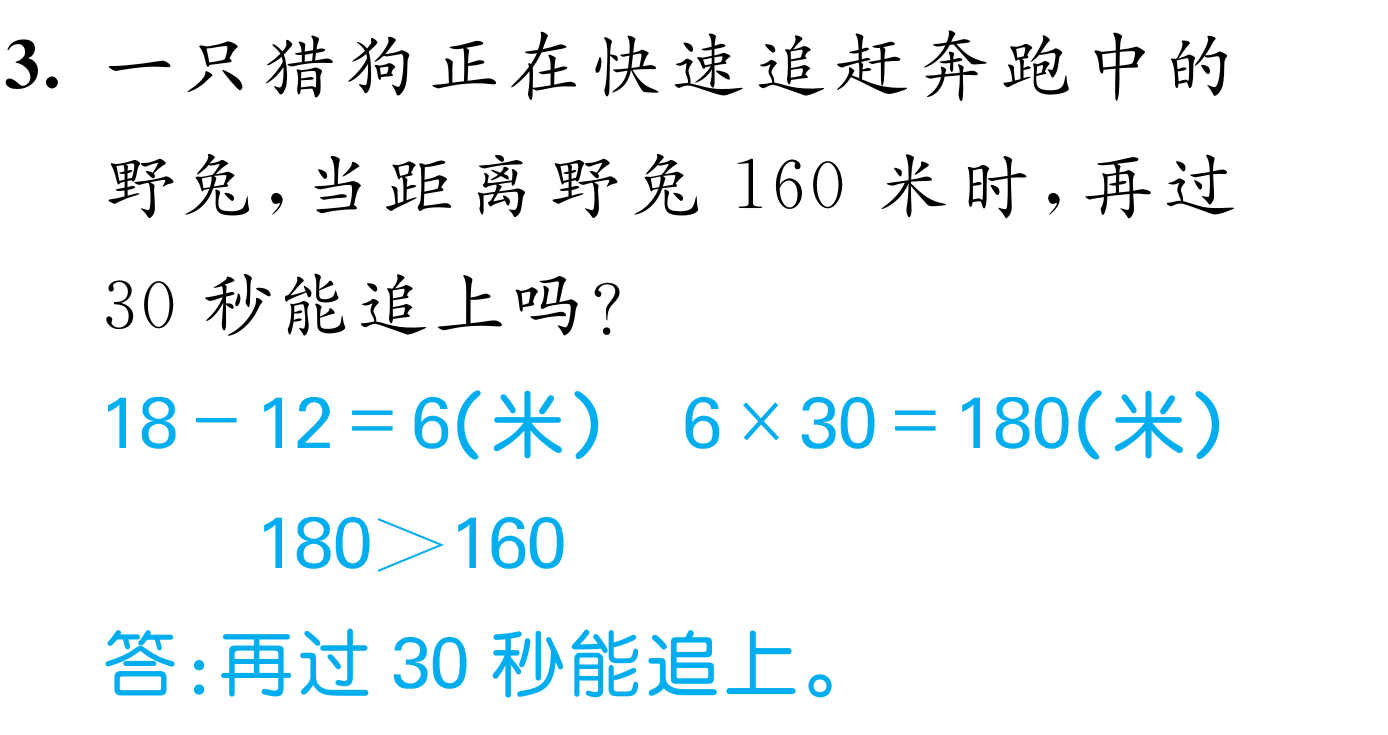 3. 一只猎狗正在快速追赶奔跑中的
野兔,当距离野兔 160 米时,再过
30 秒能追上吗?
18-12=6(米) 6×30=180(米)
180>160
答:再过 30 秒能追上。